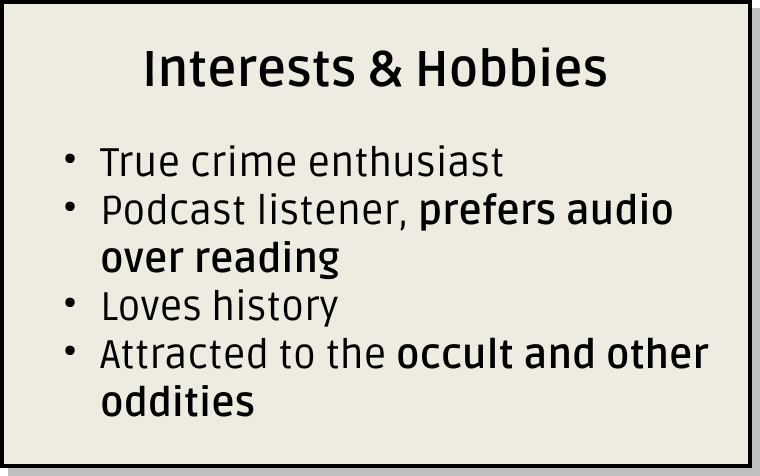 Interests & Hobbies
• True crime enthusiast
• Podcast listener, prefers audio
over reading
• Loves history
• Attracted to the occult and other
oddities